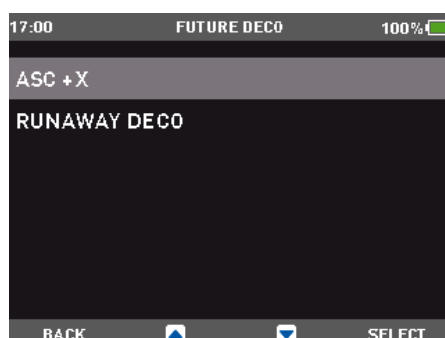 17:00 FUTURE DECO 100%
ASC +X
RUNAWAY DECO
BACK SELECT